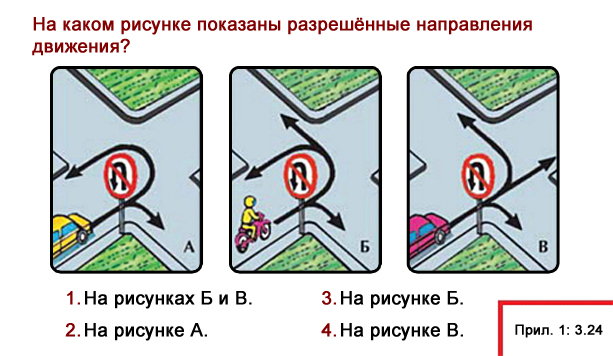 На каком рисунке показаны разрешённые направления
движения?
А
Б
В
1. На рисунках Б и В.
3. На рисунке Б.
2. На рисунке А.
4. На рисунке В.
Прил. 1: 3.24